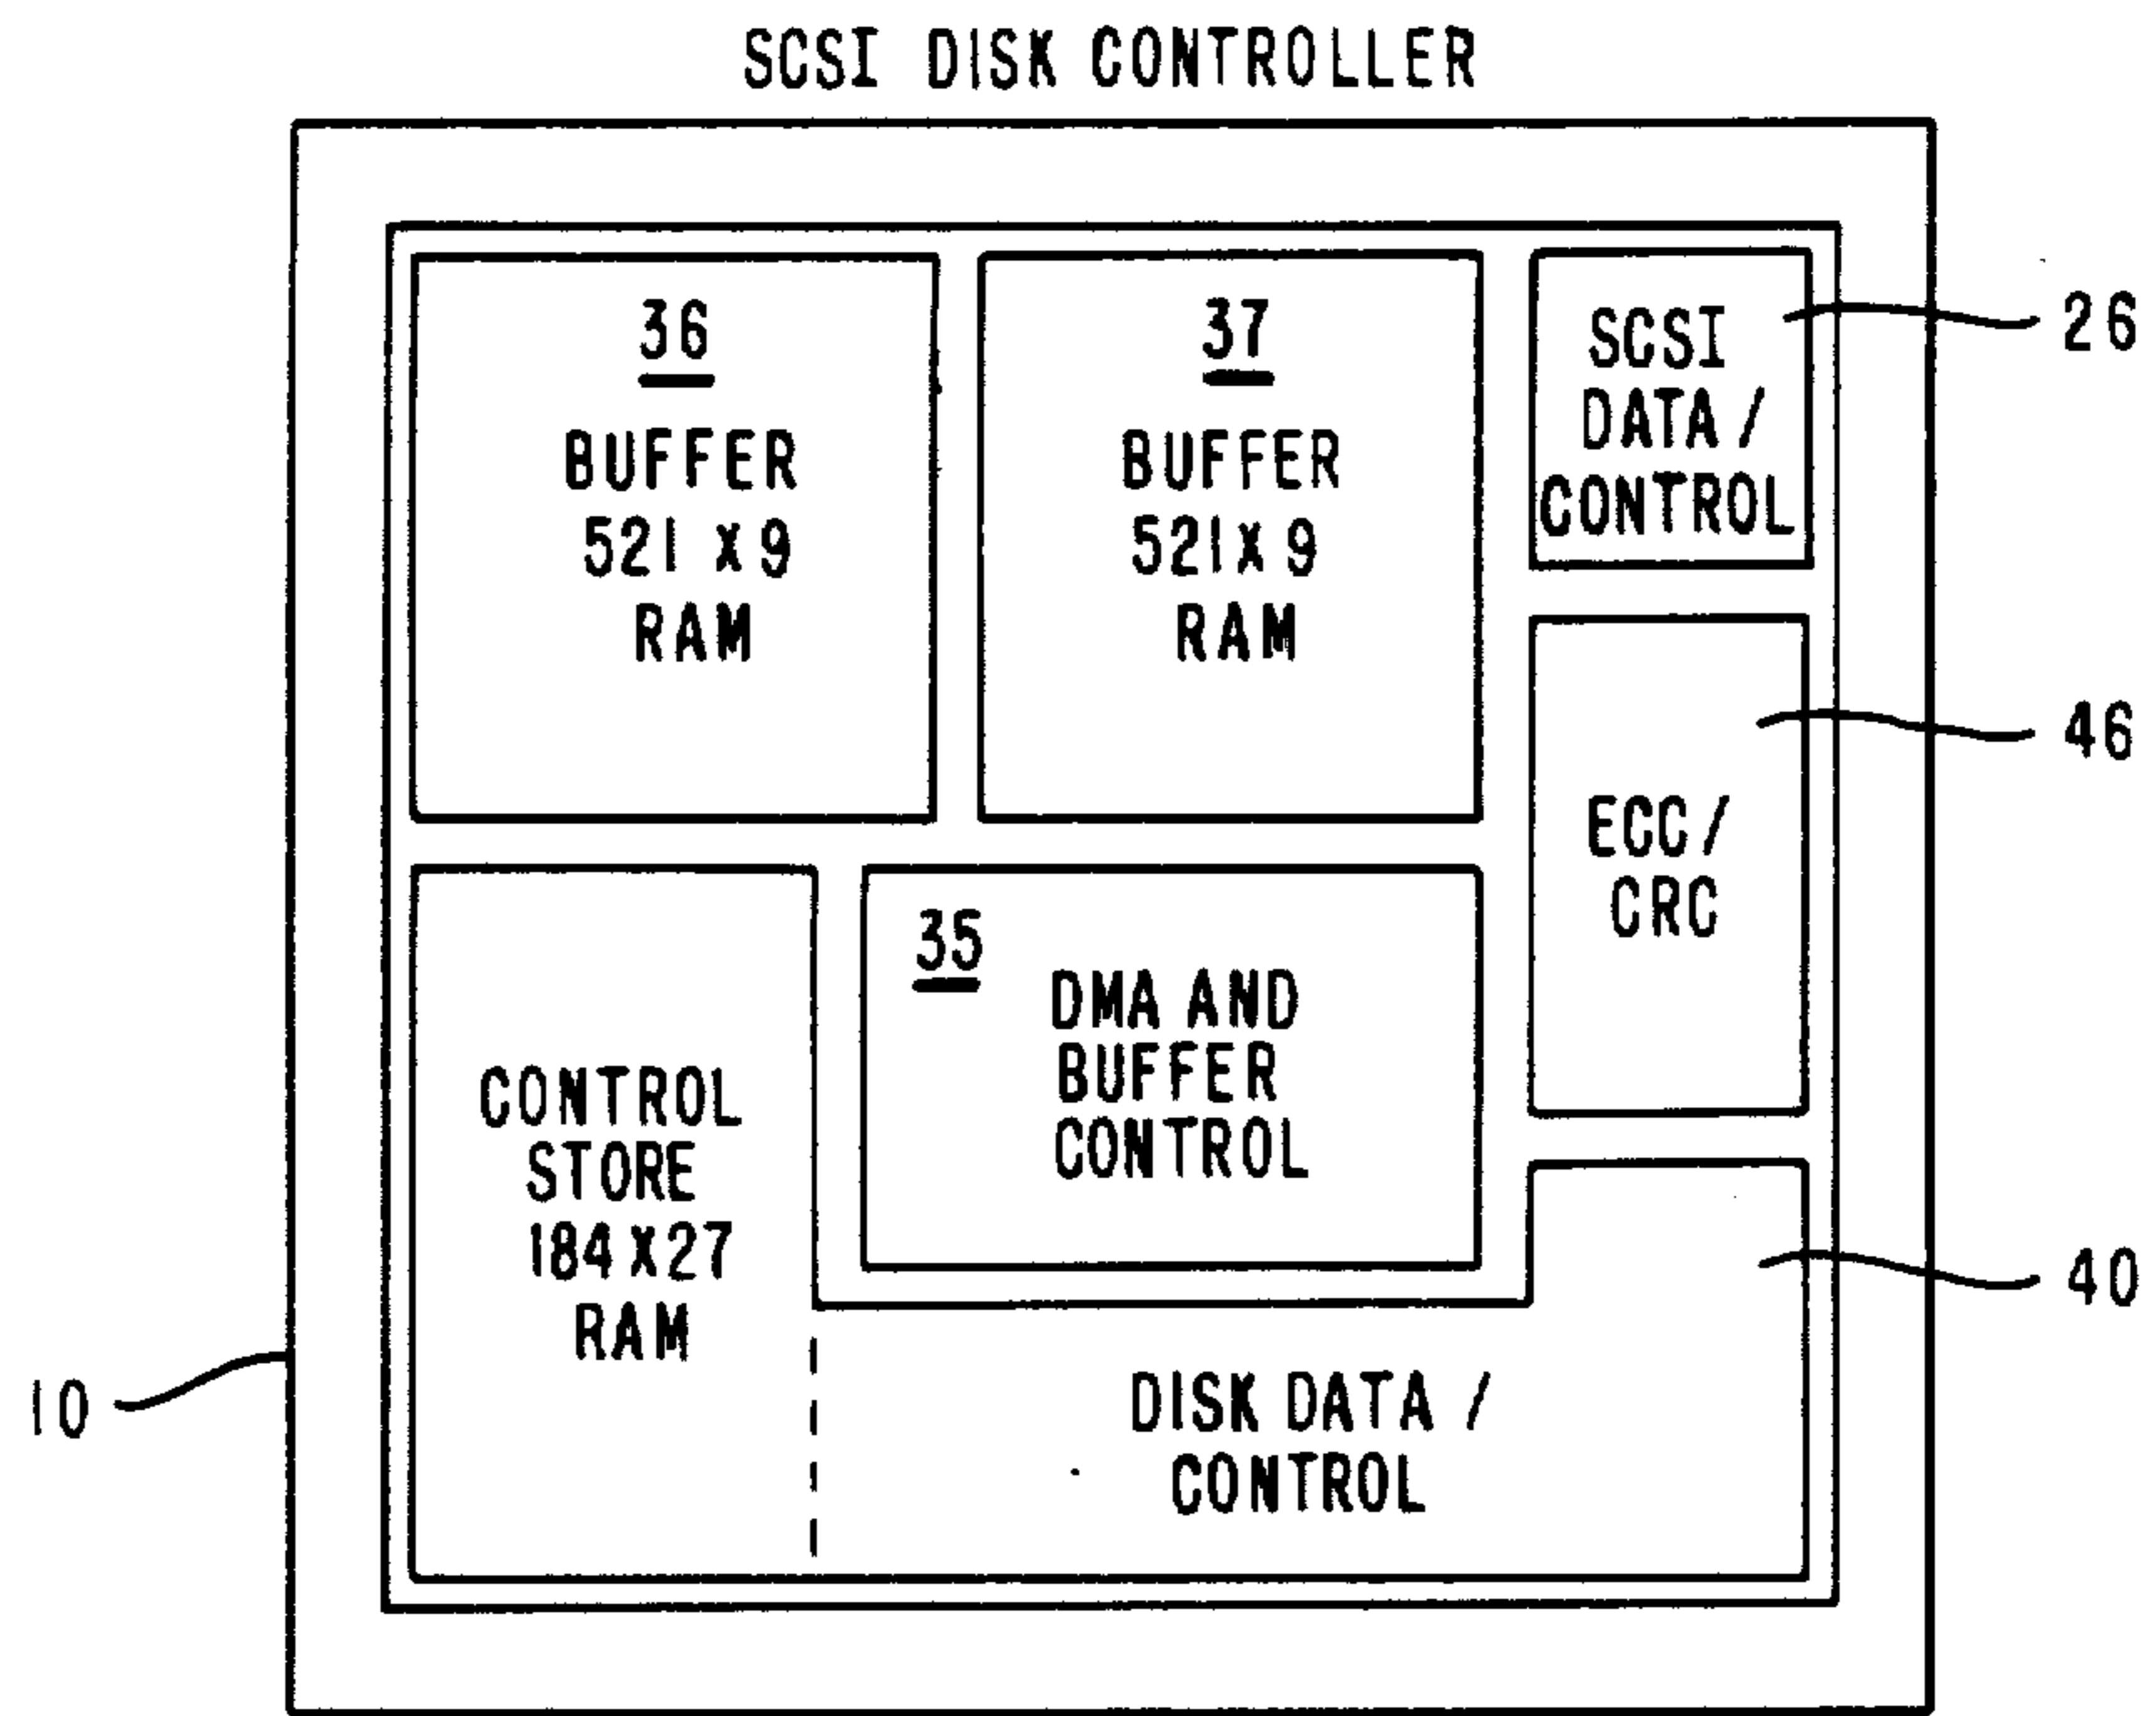 SCSI DISK CONTROLLER
36
BUFFER
521 X 9
RAM
37
BUFFER
521 X 9
RAM
SCSI
DATA /
CONTROL
26
46
ECC /
CRC
35
DMA AND
BUFFER
CONTROL
CONTROL
STORE
184 X 27
RAM
40
DISK DATA /
CONTROL
10